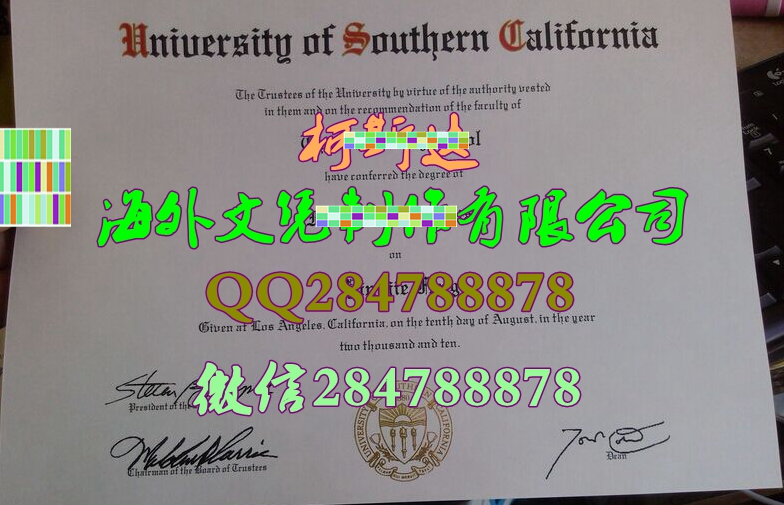 University of Southern California
The Trustees of the University by virtue of the authority vested
in them and on the recommendation of the faculty of
柯斯达
have conferred the degree of
海外文凭制作有限公司
on
QQ284788878
Given at Los Angeles, California, on the tenth day of August, in the year
two thousand and ten.
微信284788878
President of the
Chairman of the Board of Trustees
Dean